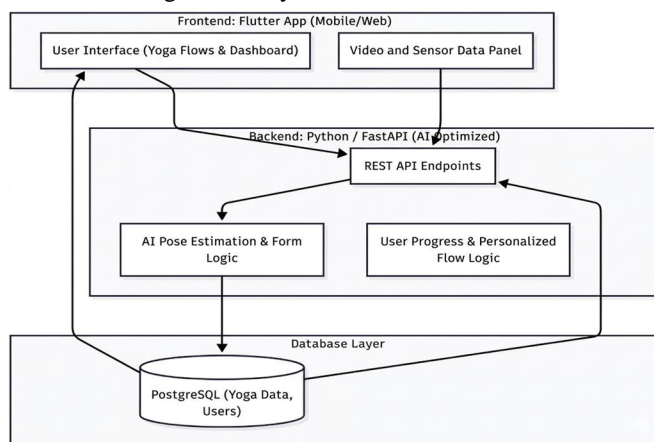 Frontend: Flutter App (Mobile/Web)
User Interface (Yoga Flows & Dashboard)
Video and Sensor Data Panel
Backend: Python / FastAPI (AI-Optimized)
REST API Endpoints
AI Pose Estimation & Form
Logic
User Progress & Personalized
Flow Logic
Database Layer
PostgreSQL (Yoga Data,
Users)